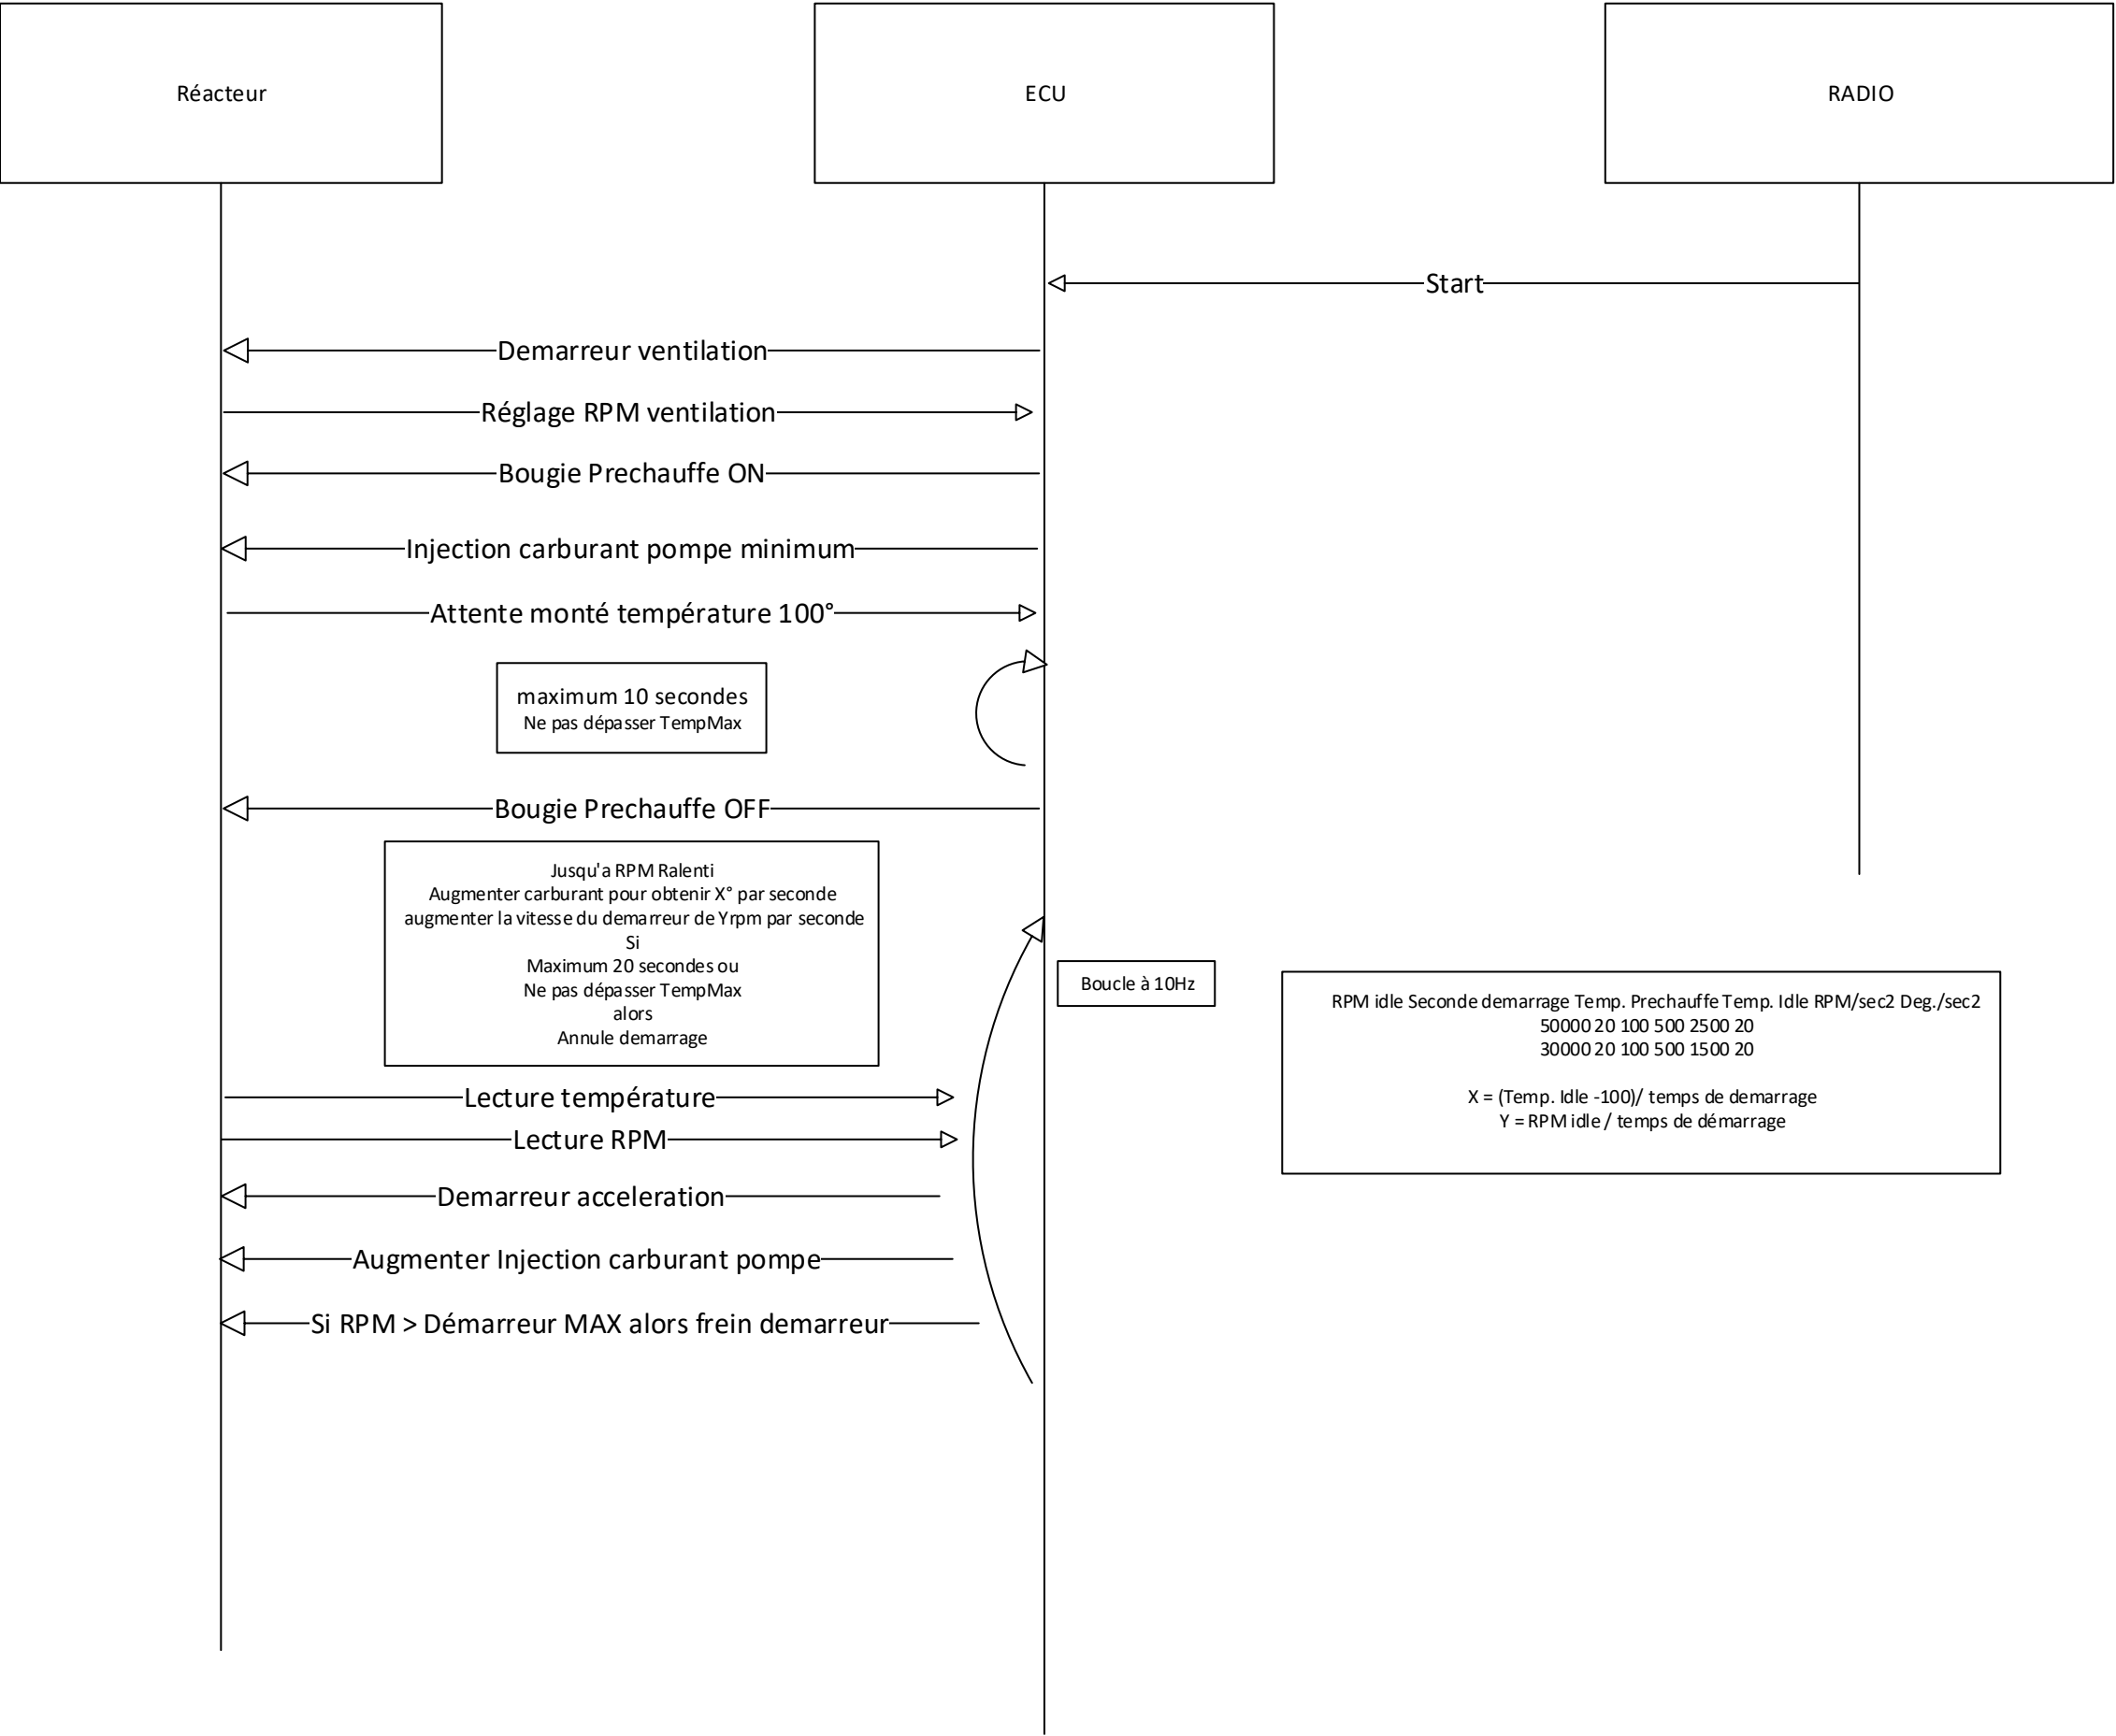 Réacteur
ECU
RADIO
Start
Demarreur ventilation
Réglage RPM ventilation
Bougie Prechauffe ON
Injection carburant pompe minimum
Attente monté température 100°
maximum 10 secondes
Ne pas dépasser TempMax
Bougie Prechauffe OFF
Jusqu'a RPM Ralenti
Augmenter carburant pour obtenir X° par seconde
augmenter la vitesse du demarreur de Yrpm par seconde
Si
Maximum 20 secondes ou
Ne pas dépasser TempMax
alors
Annule demarrage
Boucle à 10Hz
RPM idle Seconde demarrage Temp. Prechauffe Temp. Idle RPM/sec2 Deg./sec2
50000 20 100 500 2500 20
30000 20 100 500 1500 20
X = (Temp. Idle -100)/ temps de demarrage
Y = RPM idle / temps de démarrage
Lecture température
Lecture RPM
Demarreur acceleration
Augmenter Injection carburant pompe
Si RPM > Démarreur MAX alors frein demarreur